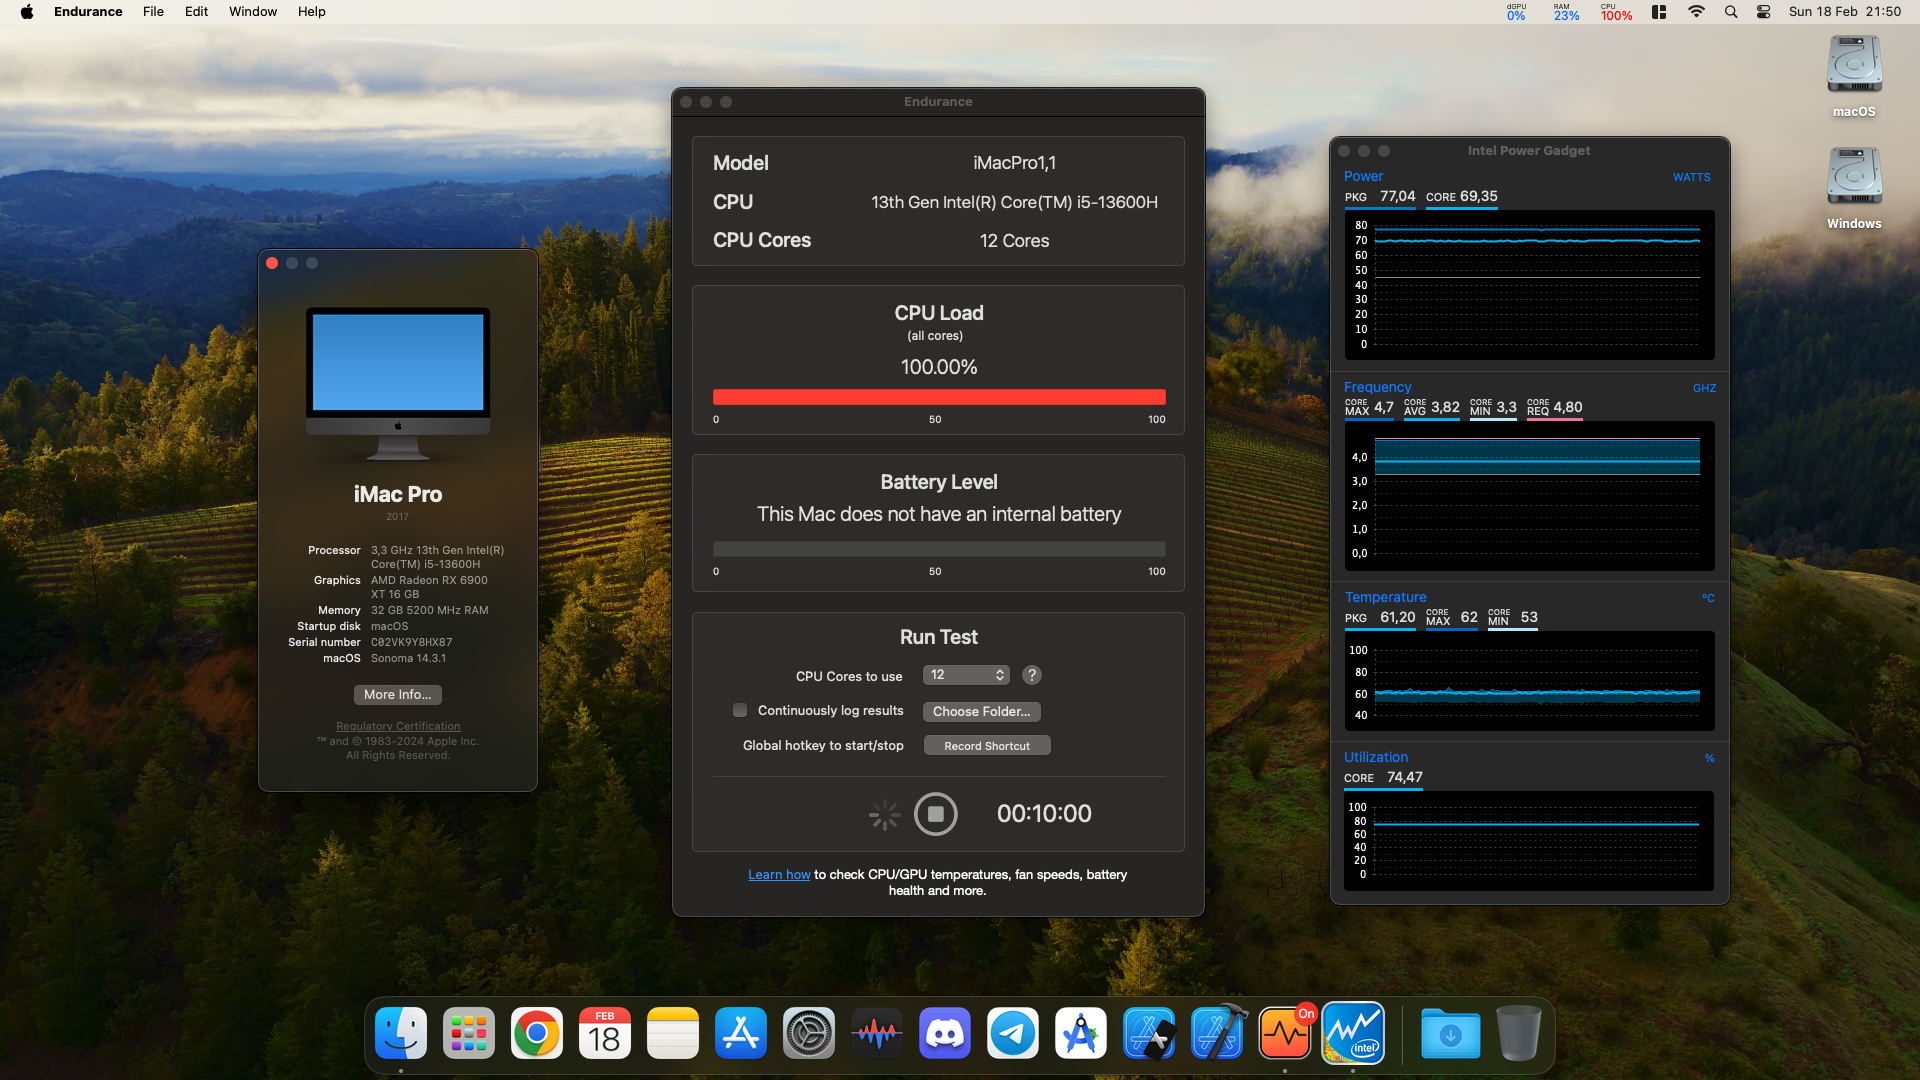 Endurance File Edit Window Help
dGPU 0% RAM 23% CPU 100% Sun 18 Feb 21:50
macOS
Windows
iMac Pro
2017
Processor 3,3 GHz 13th Gen Intel(R)
Core(TM) i5-13600H
Graphics AMD Radeon RX 6900
XT 16 GB
Memory 32 GB 5200 MHz RAM
Startup disk macOS
Serial number C02VK9Y8HX87
macOS Sonoma 14.3.1
More Info...
Regulatory Certification
™ and © 1983-2024 Apple Inc.
All Rights Reserved.
Endurance
Model iMacPro1,1
CPU 13th Gen Intel(R) Core(TM) i5-13600H
CPU Cores 12 Cores
CPU Load
(all cores)
100.00%
0 50 100
Battery Level
This Mac does not have an internal battery
0 50 100
Run Test
CPU Cores to use 12 ?
Continuously log results Choose Folder...
Global hotkey to start/stop Record Shortcut
00:10:00
Learn how to check CPU/GPU temperatures, fan speeds, battery
health and more.
Intel Power Gadget
Power WATTS
PKG 77,04 CORE 69,35
80
70
60
50
40
30
20
10
0
Frequency GHZ
CORE MAX 4,7 CORE AVG 3,82 CORE MIN 3,3 CORE REQ 4,80
4,0
3,0
2,0
1,0
0,0
Temperature °C
PKG 61,20 CORE MAX 62 CORE MIN 53
100
80
60
40
Utilization %
CORE 74,47
100
80
60
40
20
0
FEB
18
On
intel